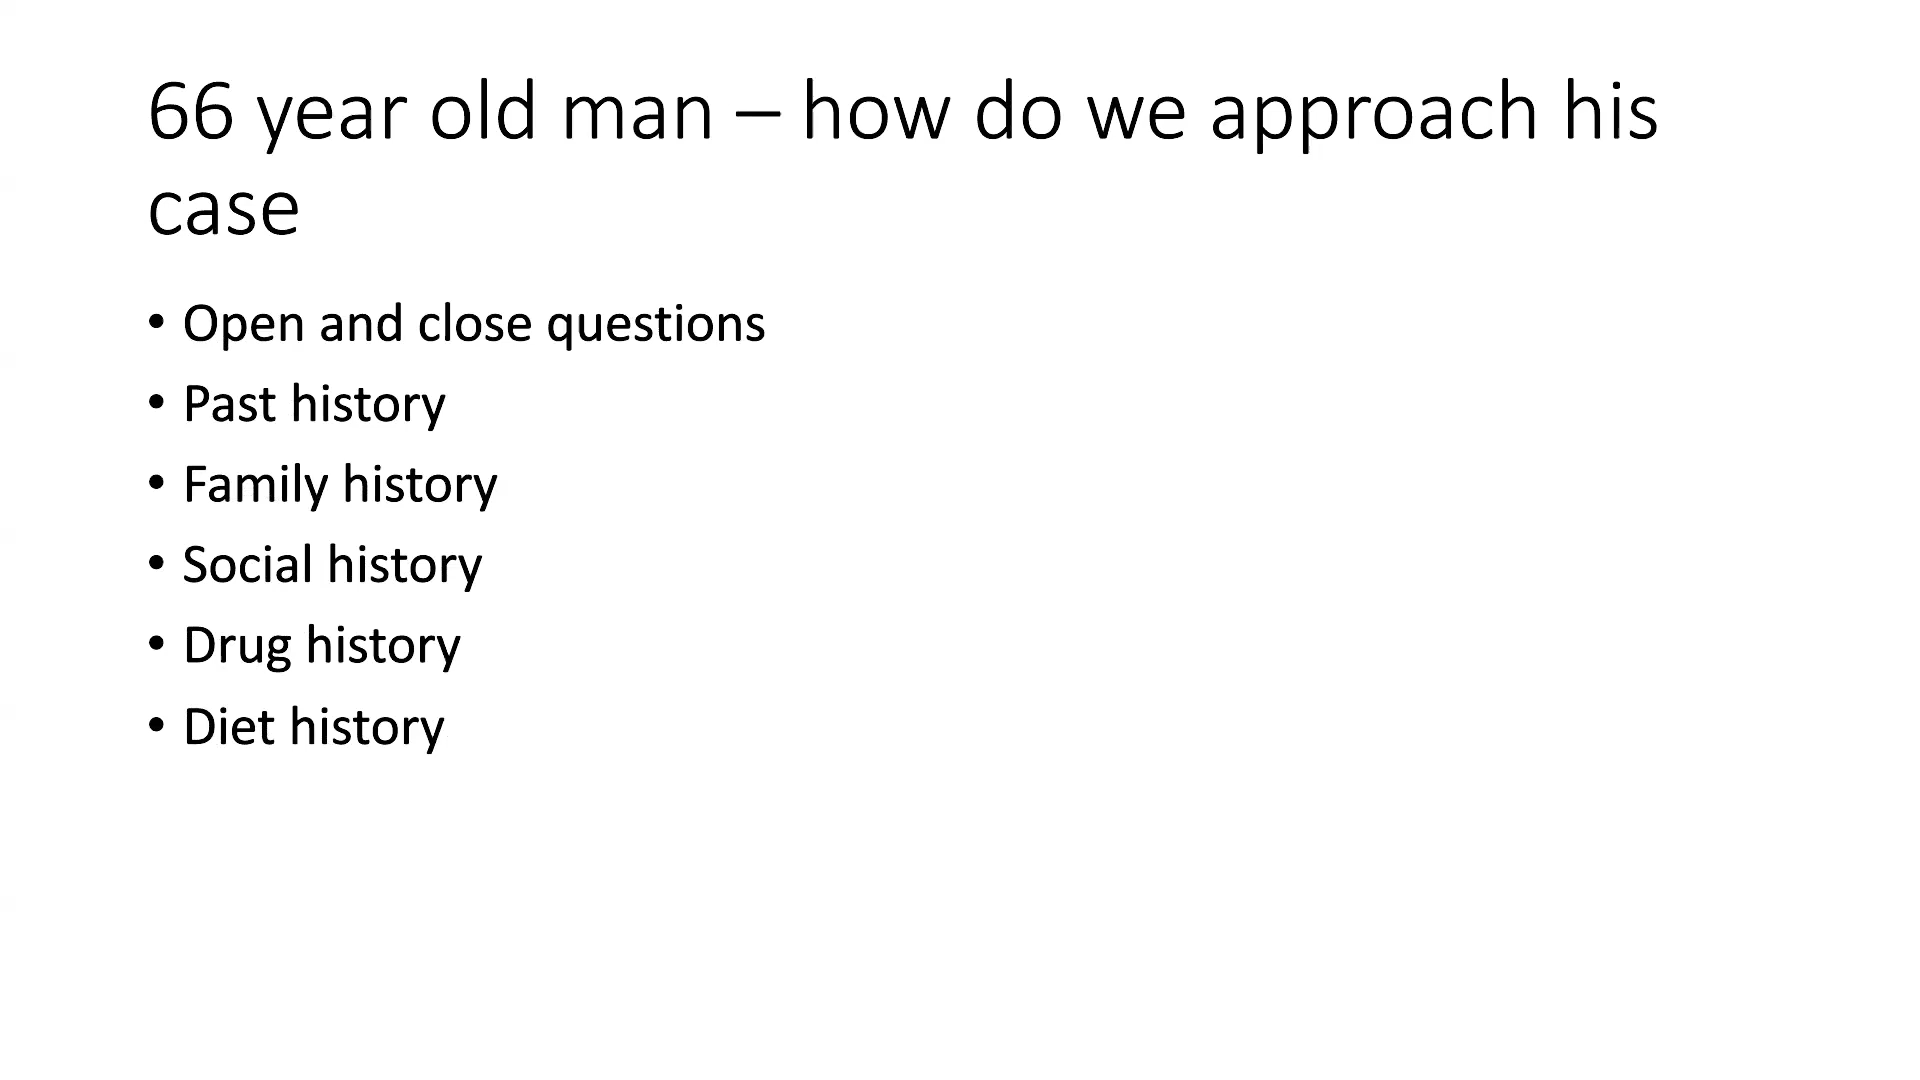 66 year old man – how do we approach his
case
• Open and close questions
• Past history
• Family history
• Social history
• Drug history
• Diet history